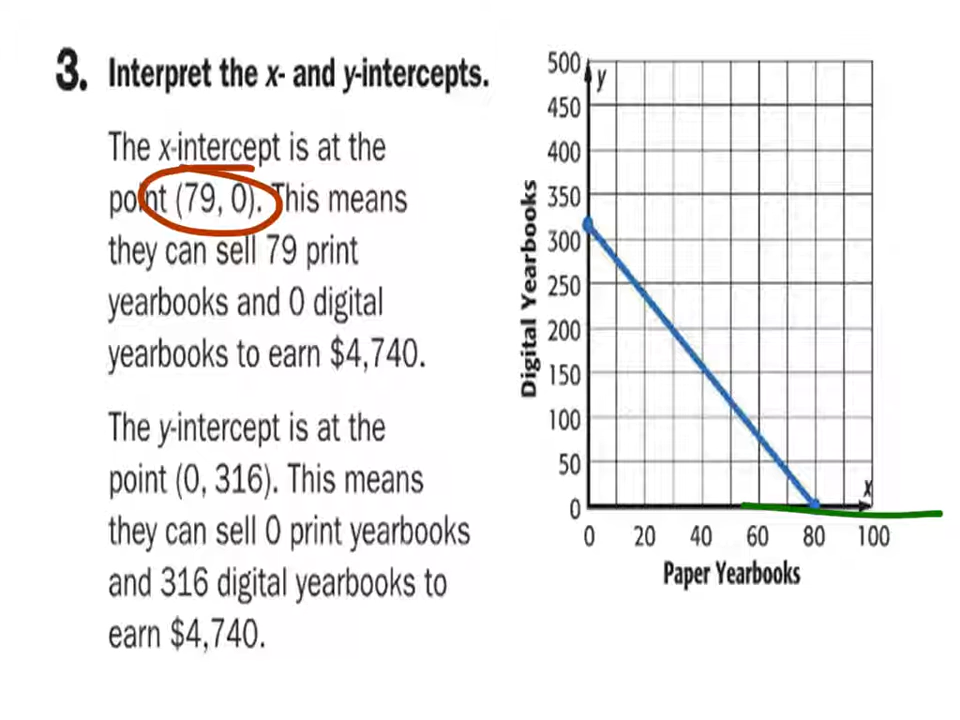 3. Interpret the x- and y-intercepts.
The x-intercept is at the
point (79, 0). This means
they can sell 79 print
yearbooks and 0 digital
yearbooks to earn $4,740.
The y-intercept is at the
point (0, 316). This means
they can sell 0 print yearbooks
and 316 digital yearbooks to
earn $4,740.
Digital Yearbooks
500
y
450
400
350
300
250
200
150
100
50
0
x
0 20 40 60 80 100
Paper Yearbooks